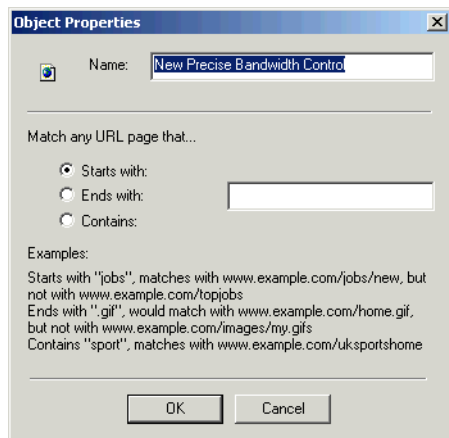 Object Properties
Name: New Precise Bandwidth Control
Match any URL page that...
Starts with:
Ends with:
Contains:
Examples:
Starts with "jobs", matches with www.example.com/jobs/new, but
not with www.example.com/topjobs
Ends with ".gif", would match with www.example.com/home.gif,
but not with www.example.com/images/my.gifs
Contains "sport", matches with www.example.com/uksportshome
OK Cancel